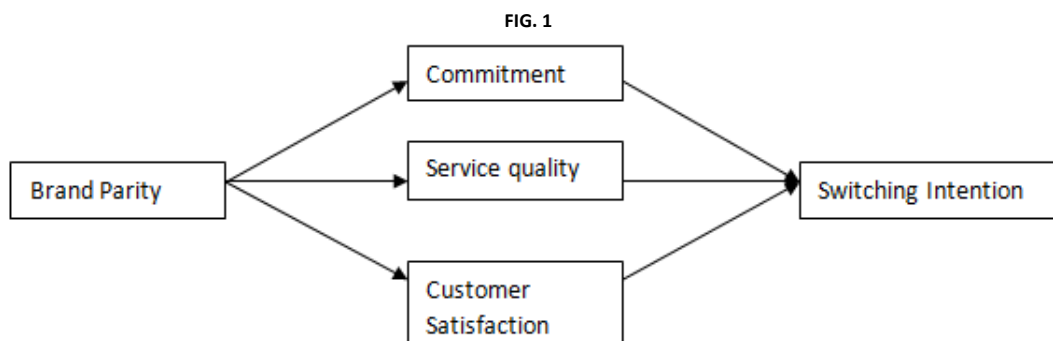 FIG. 1
Commitment
Service quality
Brand Parity
Switching Intention
Customer
Satisfaction